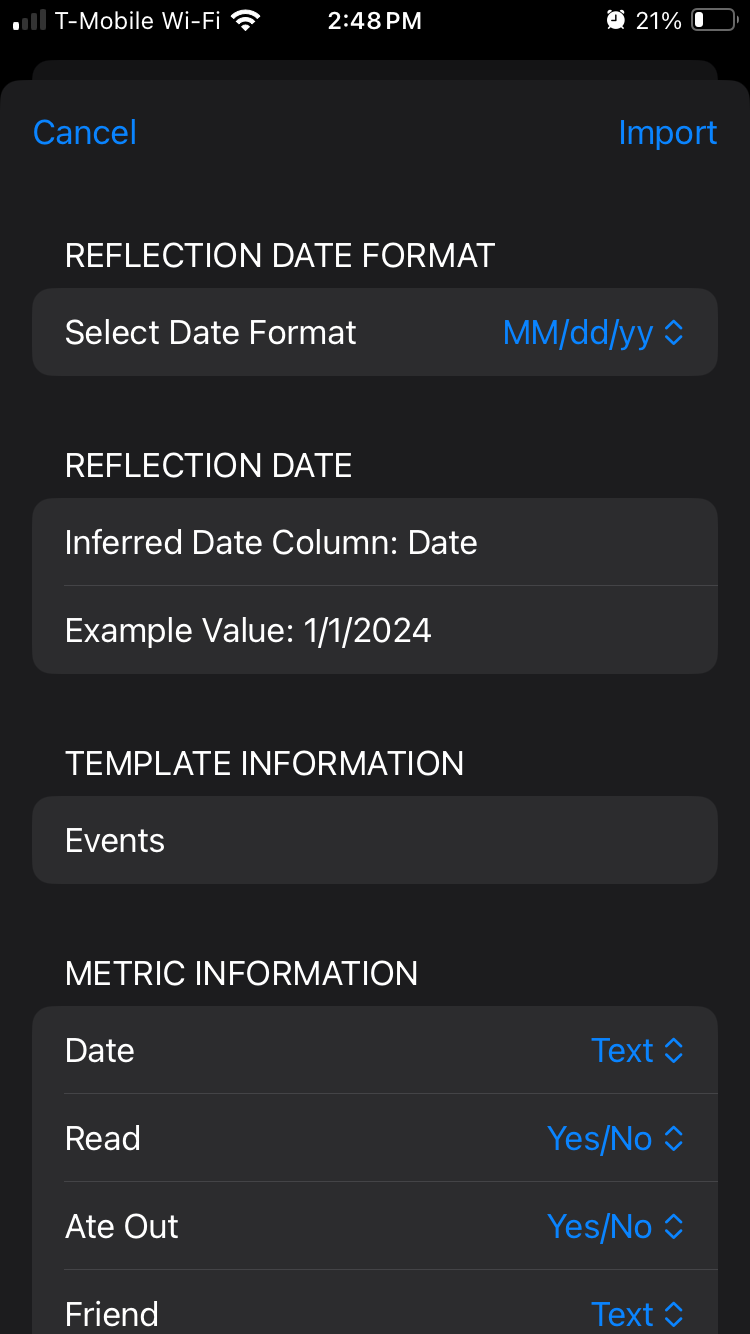 T-Mobile Wi-Fi 2:48 PM 21%
Cancel Import
REFLECTION DATE FORMAT
Select Date Format MM/dd/yy
REFLECTION DATE
Inferred Date Column: Date
Example Value: 1/1/2024
TEMPLATE INFORMATION
Events
METRIC INFORMATION
Date Text
Read Yes/No
Ate Out Yes/No
Friend Text